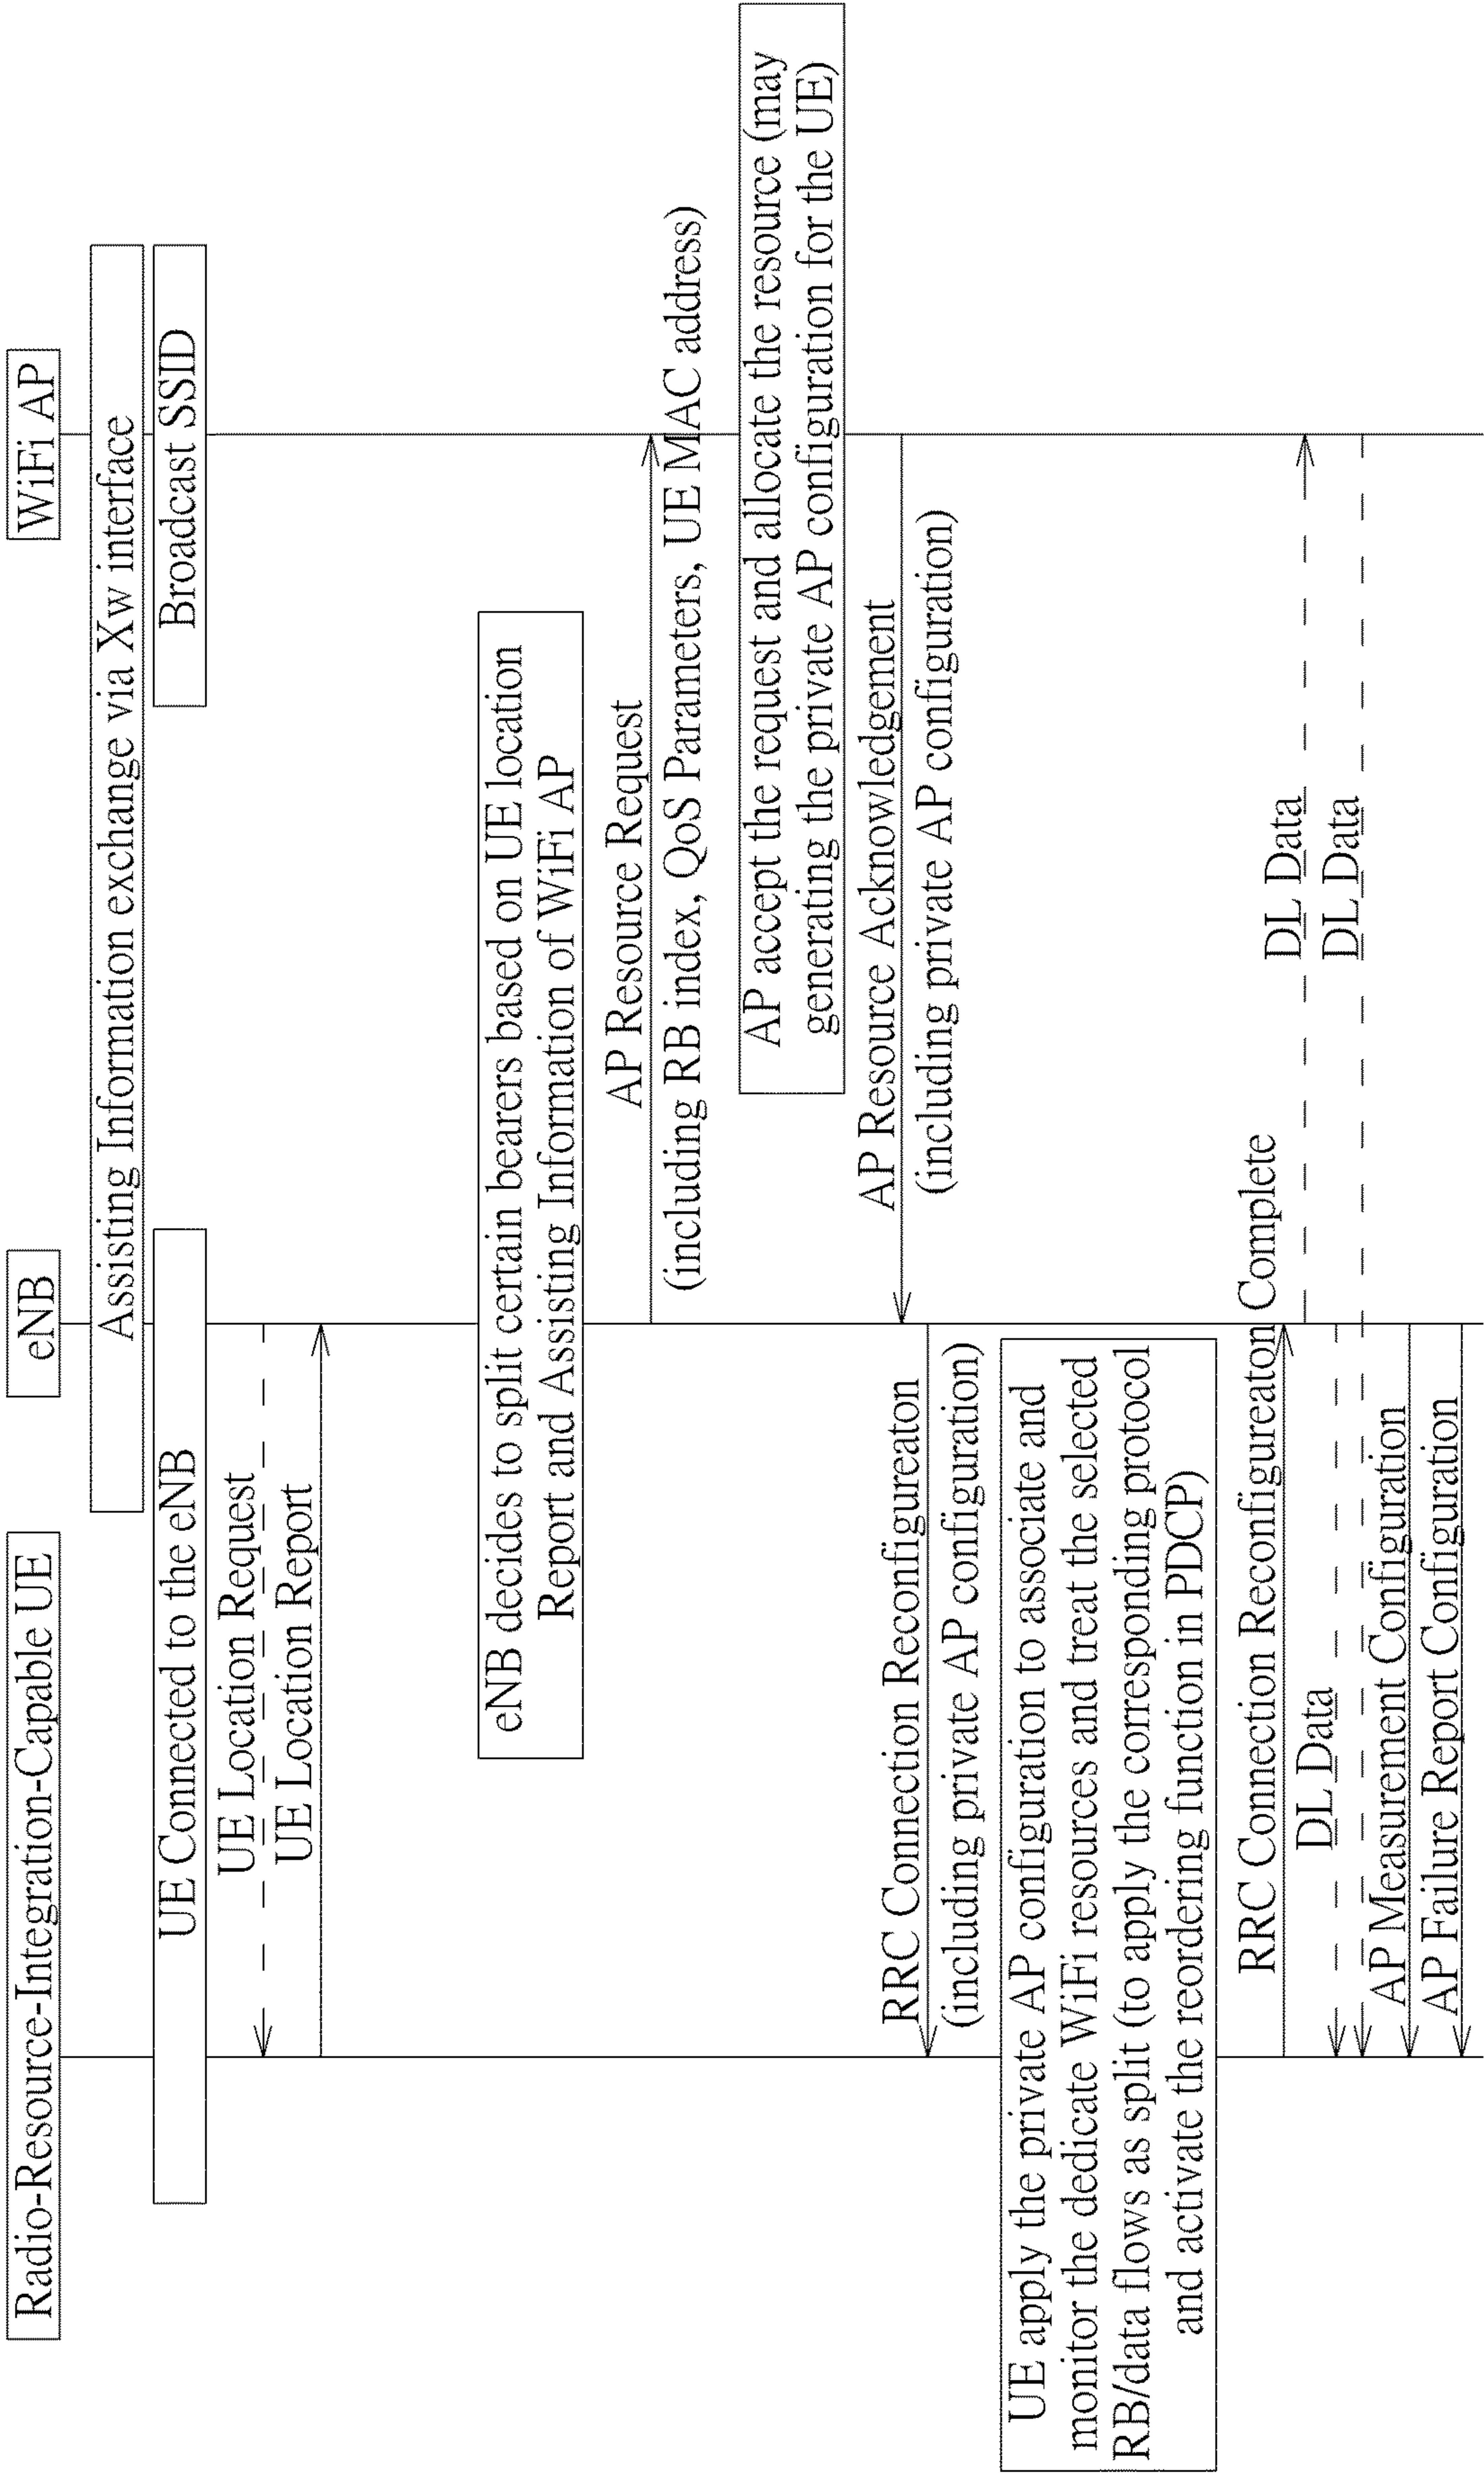 Radio-Resource-Integration-Capable UE
eNB
WiFi AP
Assisting Information exchange via Xw interface
UE Connected to the eNB
Broadcast SSID
UE Location Request
UE Location Report
eNB decides to split certain bearers based on UE location
Report and Assisting Information of WiFi AP
AP Resource Request
(including RB index, QoS Parameters, UE MAC address)
AP accept the request and allocate the resource (may
generating the private AP configuration for the UE)
AP Resource Acknowledgement
(including private AP configuration)
RRC Connection Reconfigureaton
(including private AP configuration)
UE apply the private AP configuration to associate and
monitor the dedicate WiFi resources and treat the selected
RB/data flows as split (to apply the corresponding protocol
and activate the reordering function in PDCP)
RRC Connection Reconfigureaton Complete
DL Data
DL Data
DL Data
AP Measurement Configuration
AP Failure Report Configuration